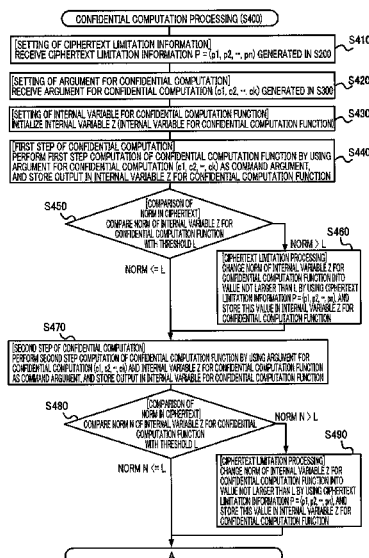 CONFIDENTIAL COMPUTATION PROCESSING (S400)
S410
[SETTING OF CIPHERTEXT LIMITATION INFORMATION]
RECEIVE CIPHERTEXT LIMITATION INFORMATION P = (p1, p2, ··, pn) GENERATED IN S200
S420
[SETTING OF ARGUMENT FOR CONFIDENTIAL COMPUTATION]
RECEIVE ARGUMENT FOR CONFIDENTIAL COMPUTATION (c1, c2, ··, ck) GENERATED IN S300
S430
[SETTING OF INTERNAL VARIABLE FOR CONFIDENTIAL COMPUTATION FUNCTION]
INITIALIZE INTERNAL VARIABLE Z (INTERNAL VARIABLE FOR CONFIDENTIAL COMPUTATION FUNCTION)
S440
[FIRST STEP OF CONFIDENTIAL COMPUTATION]
PERFORM FIRST STEP COMPUTATION OF CONFIDENTIAL COMPUTATION FUNCTION BY USING
ARGUMENT FOR CONFIDENTIAL COMPUTATION (c1, c2, ··, ck) AS COMMAND ARGUMENT,
AND STORE OUTPUT IN INTERNAL VARIABLE Z FOR CONFIDENTIAL COMPUTATION FUNCTION
S450
[COMPARISON OF
NORM IN CIPHERTEXT]
COMPARE NORM OF INTERNAL VARIABLE Z FOR
CONFIDENTIAL COMPUTATION FUNCTION
WITH THRESHOLD L
NORM > L
S460
NORM <= L
[CIPHERTEXT LIMITATION PROCESSING]
CHANGE NORM OF INTERNAL VARIABLE Z FOR
CONFIDENTIAL COMPUTATION FUNCTION INTO
VALUE NOT LARGER THAN L BY USING CIPHERTEXT
LIMITATION INFORMATION P = (p1, p2, ··, pn), AND
STORE THIS VALUE IN INTERNAL VARIABLE Z FOR
CONFIDENTIAL COMPUTATION FUNCTION
S470
[SECOND STEP OF CONFIDENTIAL COMPUTATION]
PERFORM SECOND STEP COMPUTATION OF CONFIDENTIAL COMPUTATION FUNCTION BY USING ARGUMENT FOR
CONFIDENTIAL COMPUTATION (c1, c2, ··, ck) AND INTERNAL VARIABLE Z FOR CONFIDENTIAL COMPUTATION FUNCTION
AS COMMAND ARGUMENT, AND STORE OUTPUT IN INTERNAL VARIABLE FOR CONFIDENTIAL COMPUTATION FUNCTION
S480
[COMPARISON OF
NORM IN CIPHERTEXT]
COMPARE NORM N OF INTERNAL VARIABLE Z FOR CONFIDENTIAL
COMPUTATION FUNCTION
WITH THRESHOLD L
NORM N > L
S490
NORM N <= L
[CIPHERTEXT LIMITATION PROCESSING]
CHANGE NORM OF INTERNAL VARIABLE Z FOR
CONFIDENTIAL COMPUTATION FUNCTION INTO
VALUE NOT LARGER THAN L BY USING CIPHERTEXT
LIMITATION INFORMATION P = (p1, p2, ··, pn), AND
STORE THIS VALUE IN INTERNAL VARIABLE Z FOR
CONFIDENTIAL COMPUTATION FUNCTION